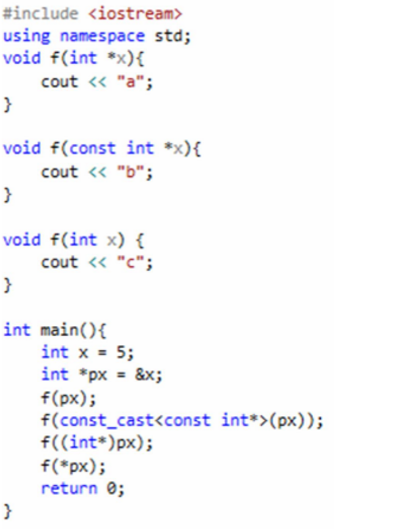 #include <iostream>
using namespace std;
void f(int *x){
    cout << "a";
}
void f(const int *x){
    cout << "b";
}
void f(int x) {
    cout << "c";
}
int main(){
    int x = 5;
    int *px = &x;
    f(px);
    f(const_cast<const int*>(px));
    f((int*)px);
    f(*px);
    return 0;
}